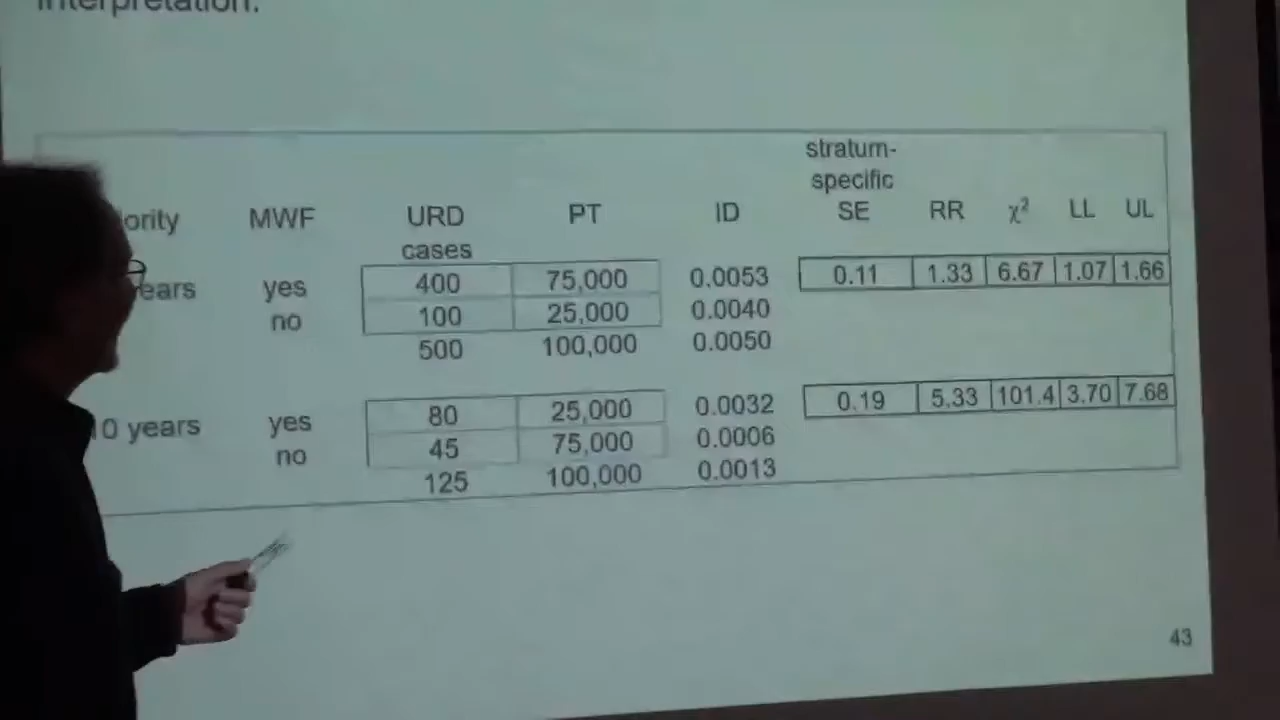 interpretation.
stratum-
specific
ority MWF URD PT ID SE RR χ² LL UL
cases
ears yes 400 75,000 0.0053 0.11 1.33 6.67 1.07 1.66
no 100 25,000 0.0040
500 100,000 0.0050
10 years yes 80 25,000 0.0032 0.19 5.33 101.4 3.70 7.68
no 45 75,000 0.0006
125 100,000 0.0013
43